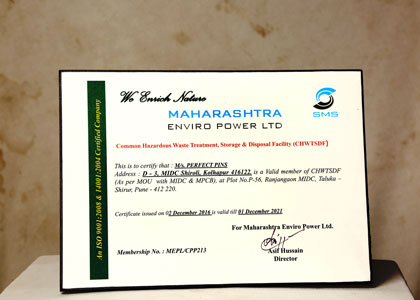 We Enrich Nature
MAHARASHTRA
ENVIRO POWER LTD
SMS
Common Hazardous Waste Treatment, Storage & Disposal Facility (CHWTSDF)
This is to certify that : M/s. PERFECT PINS
Address : D - 5, MIDC Shiroli, Kolhapur 416122, is a Valid member of CHWTSDF
(As per MOU with MIDC & MPCB), at Plot No.P-56, Ranjangaon MIDC, Taluka -
Shirur, Pune - 412 220.
Certificate issued on 02 December 2016 is valid till 01 December 2021
For Maharashtra Enviro Power Ltd.
Asif Hussain
Director
Membership No. : MEPL/CPP213
An ISO 9001:2008 & 14001:2004 Certified Company